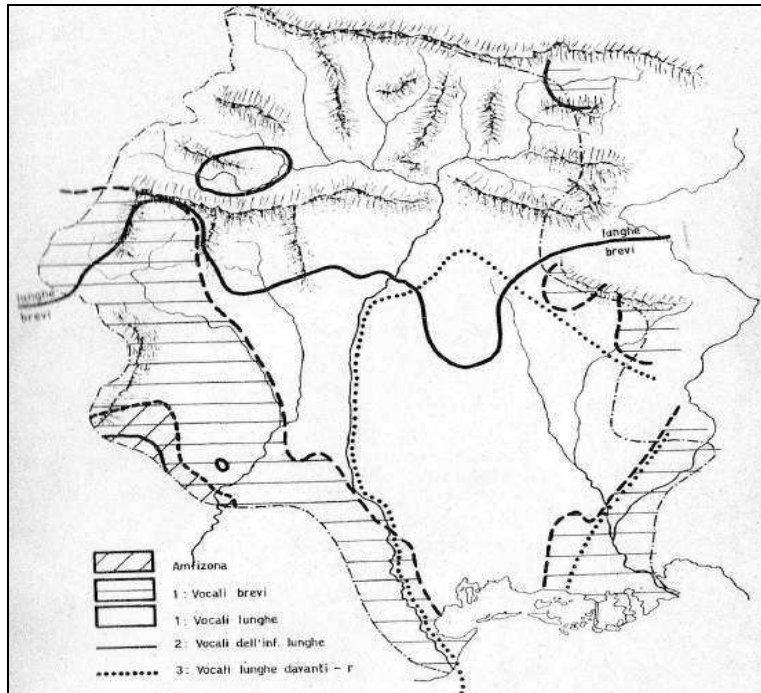 lunghe
brevi
lunghe
brevi
Amfizona
1: Vocali brevi
1: Vocali lunghe
2: Vocali dell'inf. lunghe
3: Vocali lunghe davanti - r